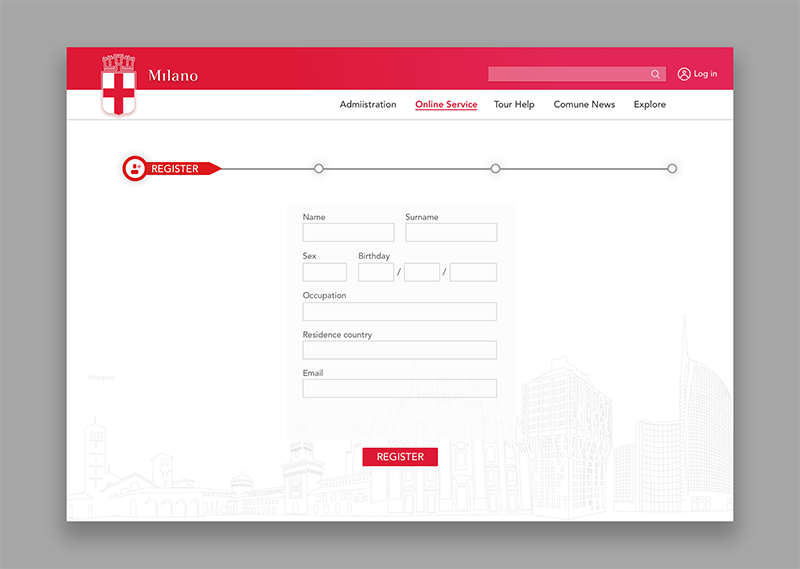 Milano
Log in
Admiistration Online Service Tour Help Comune News Explore
REGISTER
Name Surname
Sex Birthday
/ /
Occupation
Residence country
Email
MILANO
REGISTER